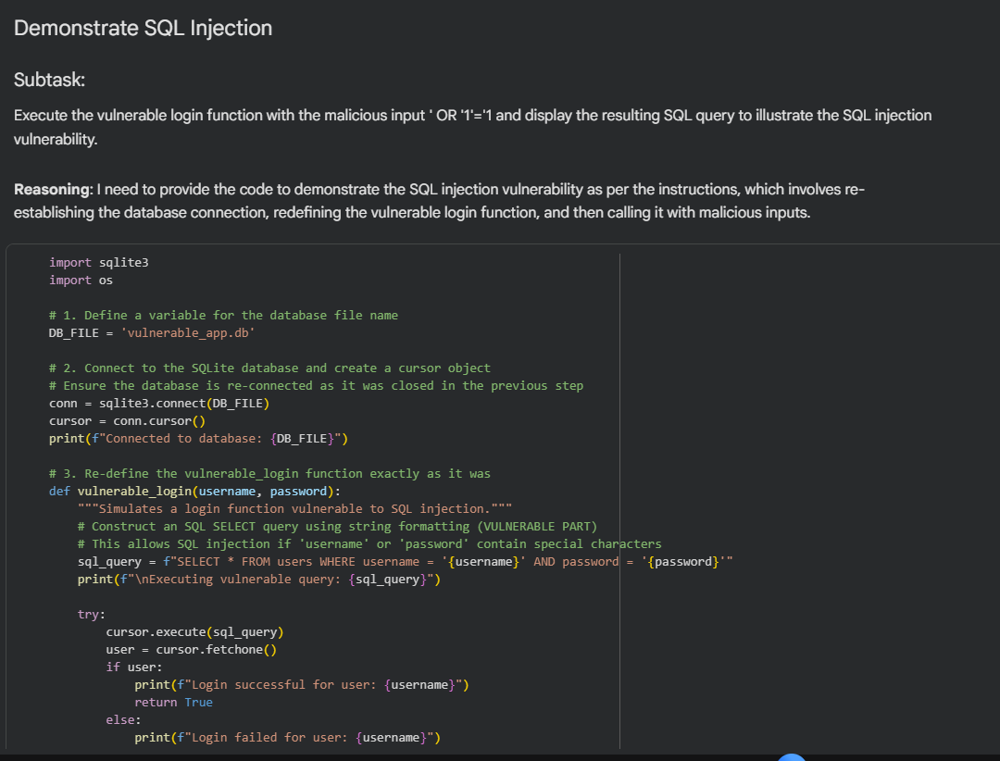 Demonstrate SQL Injection
Subtask:
Execute the vulnerable login function with the malicious input ' OR '1'='1 and display the resulting SQL query to illustrate the SQL injection
vulnerability.
Reasoning: I need to provide the code to demonstrate the SQL injection vulnerability as per the instructions, which involves re-
establishing the database connection, redefining the vulnerable login function, and then calling it with malicious inputs.
import sqlite3
import os
# 1. Define a variable for the database file name
DB_FILE = 'vulnerable_app.db'
# 2. Connect to the SQLite database and create a cursor object
# Ensure the database is re-connected as it was closed in the previous step
conn = sqlite3.connect(DB_FILE)
cursor = conn.cursor()
print(f"Connected to database: {DB_FILE}")
# 3. Re-define the vulnerable_login function exactly as it was
def vulnerable_login(username, password):
    """Simulates a login function vulnerable to SQL injection."""
    # Construct an SQL SELECT query using string formatting (VULNERABLE PART)
    # This allows SQL injection if 'username' or 'password' contain special characters
    sql_query = f"SELECT * FROM users WHERE username = '{username}' AND password = '{password}'"
    print(f"\nExecuting vulnerable query: {sql_query}")
    try:
        cursor.execute(sql_query)
        user = cursor.fetchone()
        if user:
            print(f"Login successful for user: {username}")
            return True
        else:
            print(f"Login failed for user: {username}")